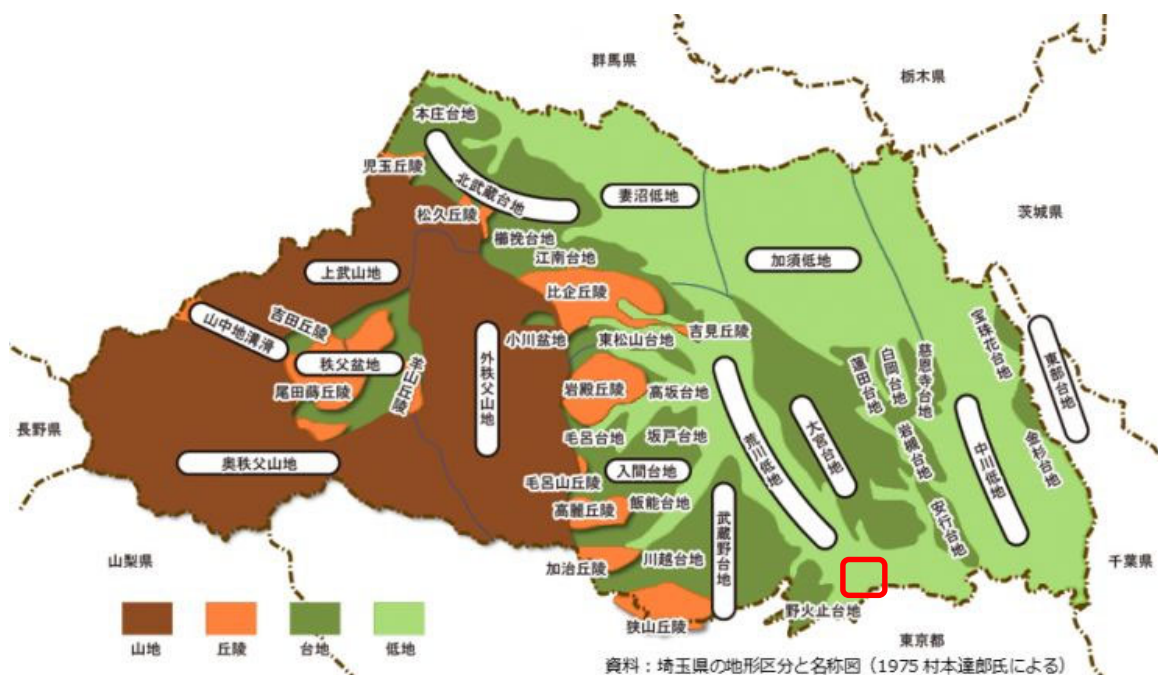 群馬県
栃木県
本庄台地
児玉丘陵
北武蔵台地
妻沼低地
茨城県
松久丘陵
櫛挽台地
江南台地
加須低地
上武山地
比企丘陵
山中地溝滑
吉田丘陵
小川盆地
東松山台地
吉見丘陵
宝珠花台地
秩父盆地
羊山丘陵
外秩父山地
蓮田台地
白岡台地
慈恩寺台地
東部台地
尾田蒔丘陵
岩殿丘陵
高坂台地
長野県
毛呂台地
坂戸台地
荒川低地
大宮台地
岩槻台地
中川低地
金杉台地
奥秩父山地
入間台地
毛呂山丘陵
飯能台地
高麗丘陵
武蔵野台地
安行台地
山梨県
加治丘陵
川越台地
千葉県
野火止台地
狭山丘陵
東京都
山地
丘陵
台地
低地
資料：埼玉県の地形区分と名称図（1975 村本達郎氏による）